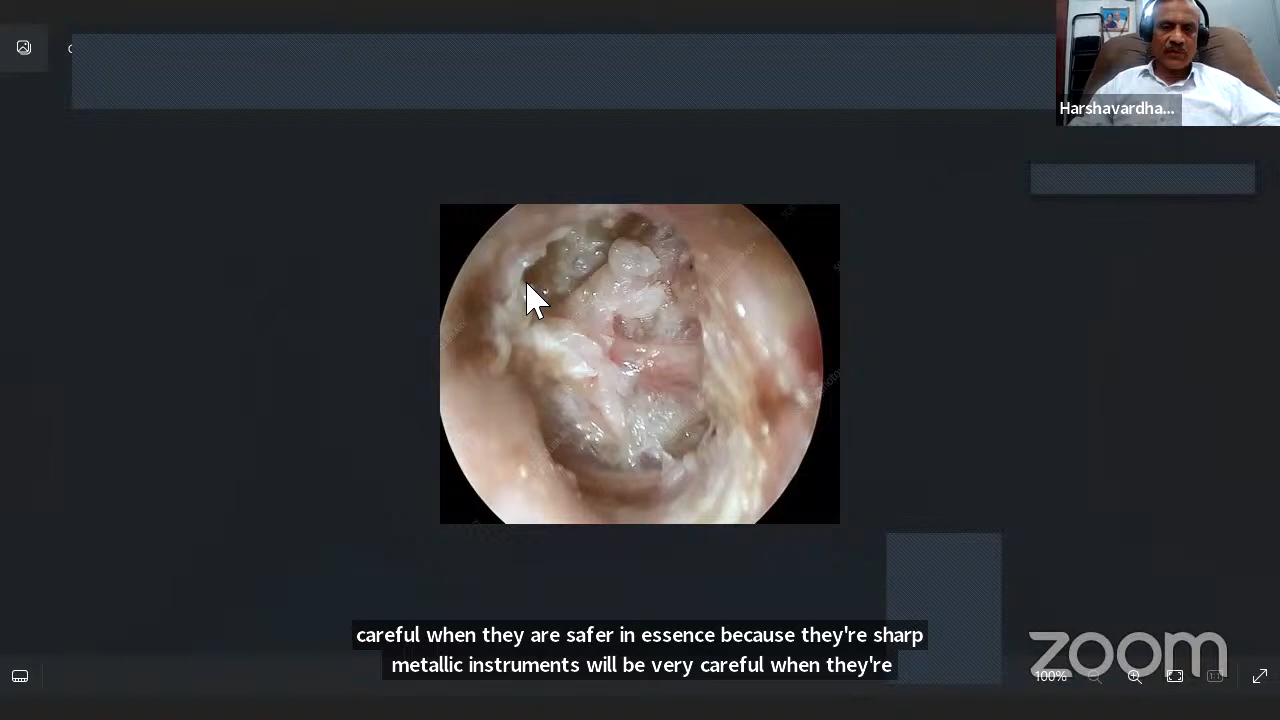 Harshavardha...
careful when they are safer in essence because they're sharp
metallic instruments will be very careful when they're
zoom
100%